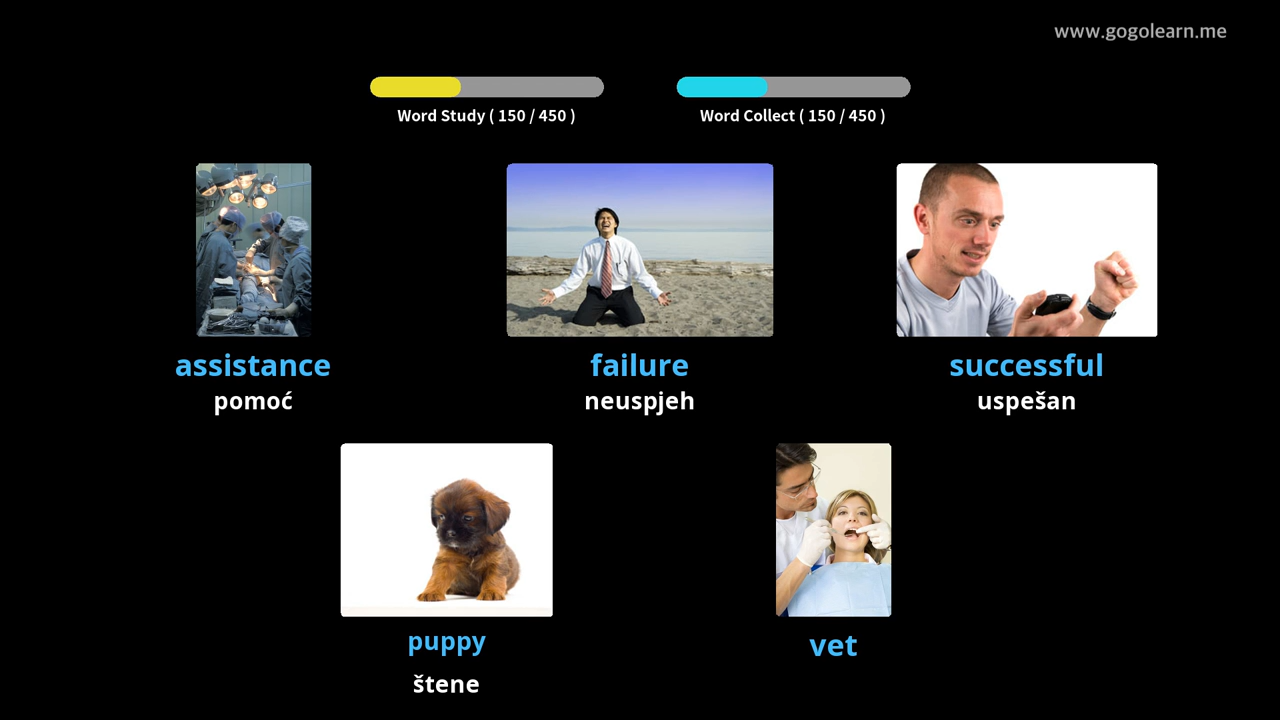 www.gogolearn.me
Word Study ( 150 / 450 )
Word Collect ( 150 / 450 )
assistance
pomoć
failure
neuspjeh
successful
uspešan
puppy
štene
vet